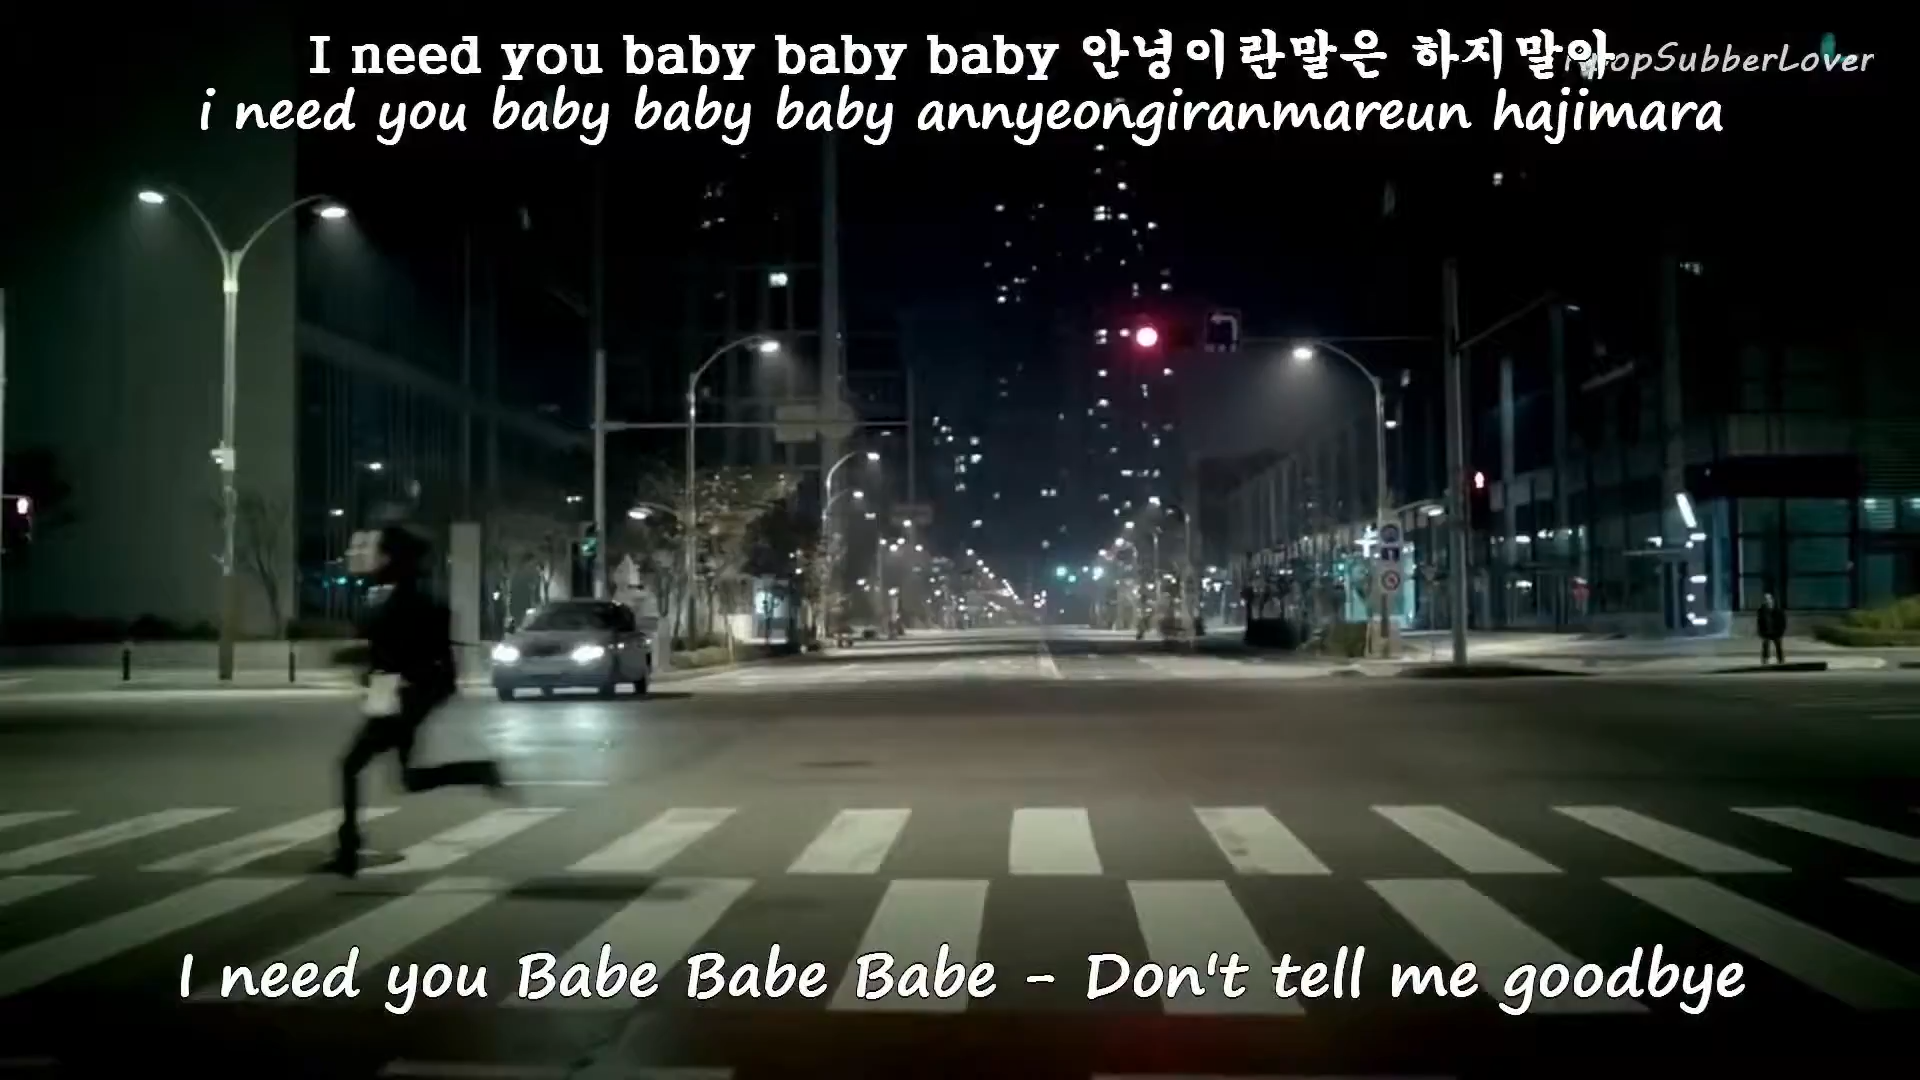 I need you baby baby baby 안녕이란말은 하지말아
popSubberLover
i need you baby baby baby annyeongiranmareun hajimara
I need you Babe Babe Babe - Don't tell me goodbye